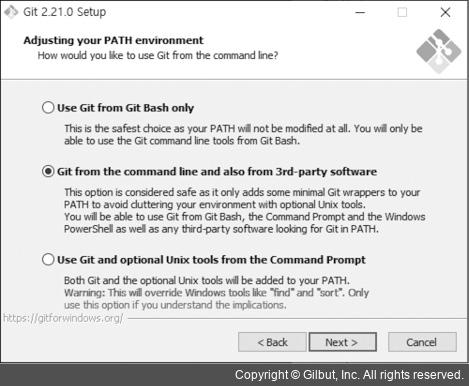 Git 2.21.0 Setup
Adjusting your PATH environment
How would you like to use Git from the command line?
Use Git from Git Bash only
This is the safest choice as your PATH will not be modified at all. You will only be
able to use the Git command line tools from Git Bash.
Git from the command line and also from 3rd-party software
This option is considered safe as it only adds some minimal Git wrappers to your
PATH to avoid cluttering your environment with optional Unix tools.
You will be able to use Git from Git Bash, the Command Prompt and the Windows
PowerShell as well as any third-party software looking for Git in PATH.
Use Git and optional Unix tools from the Command Prompt
Both Git and the optional Unix tools will be added to your PATH.
Warning: This will override Windows tools like "find" and "sort". Only
use this option if you understand the implications.
https://gitforwindows.org/
< Back Next > Cancel
Copyright © Gilbut, Inc. All rights reserved.